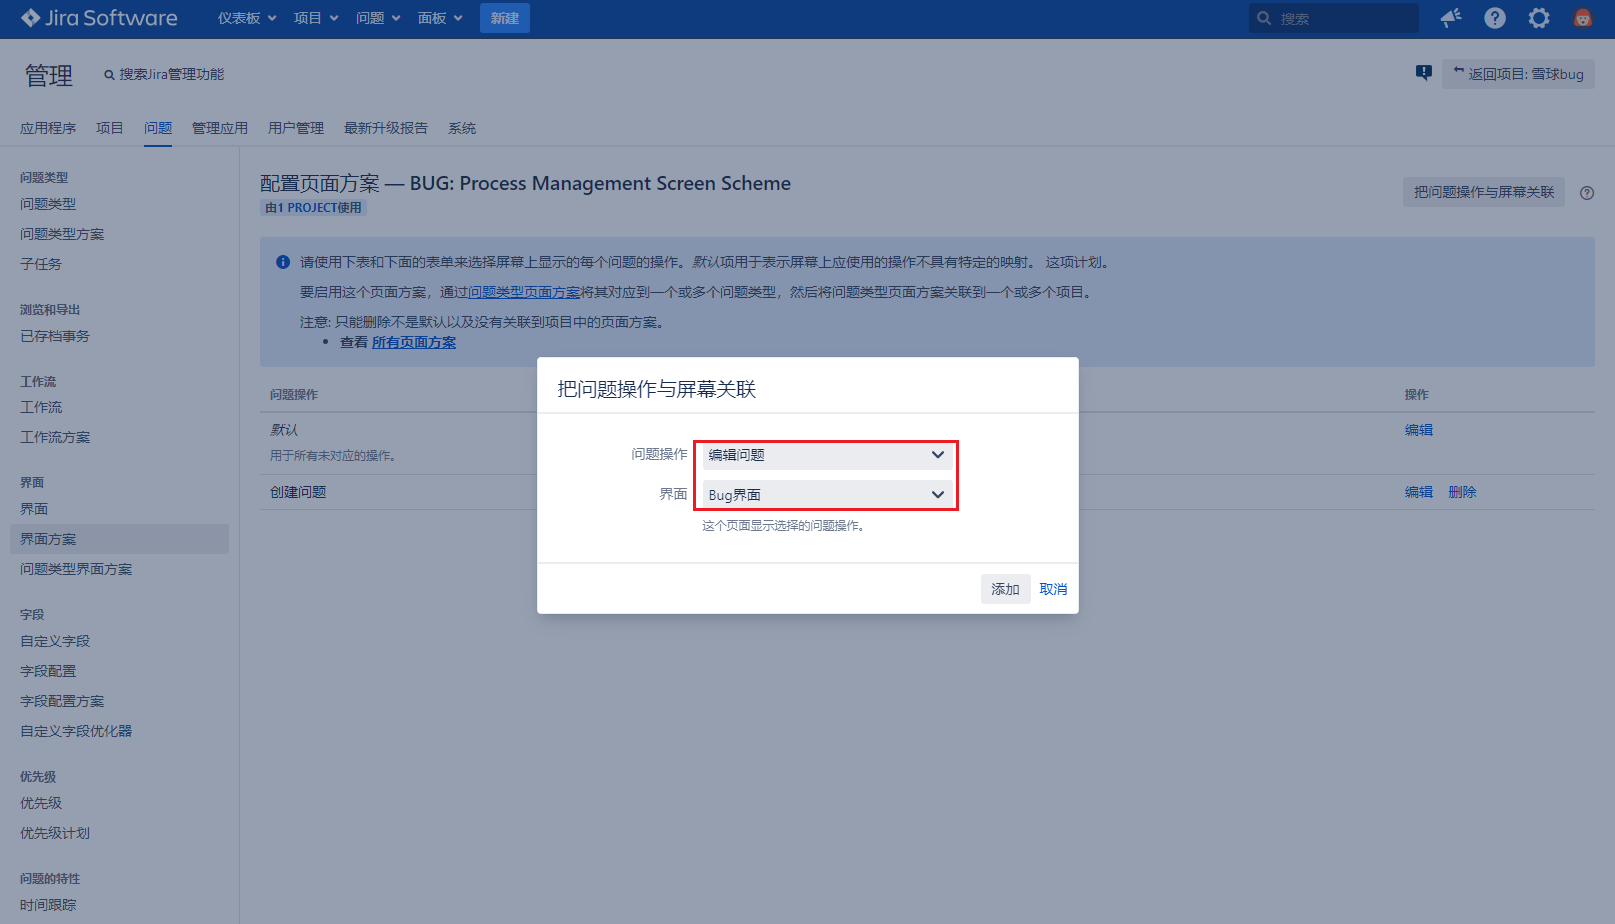 Jira Software 仪表板 项目 问题 面板 新建 搜索
管理 搜索Jira管理功能 返回项目: 雪球bug
应用程序 项目 问题 管理应用 用户管理 最新升级报告 系统
问题类型
问题类型
问题类型方案
子任务
浏览和导出
已存档事务
工作流
工作流
工作流方案
界面
界面
界面方案
问题类型界面方案
字段
自定义字段
字段配置
字段配置方案
自定义字段优化器
优先级
优先级
优先级计划
问题的特性
时间跟踪
配置页面方案 — BUG: Process Management Screen Scheme
由1 PROJECT使用
把问题操作与屏幕关联
请使用下表和下面的表单来选择屏幕上显示的每个问题的操作。默认项用于表示屏幕上应使用的操作不具有特定的映射。 这项计划。
要启用这个页面方案，通过问题类型页面方案将其对应到一个或多个问题类型，然后将问题类型页面方案关联到一个或多个项目。
注意: 只能删除不是默认以及没有关联到项目中的页面方案。
• 查看 所有页面方案
问题操作 操作
默认 编辑
用于所有未对应的操作。
创建问题 编辑 删除
把问题操作与屏幕关联
问题操作 编辑问题
界面 Bug界面
这个页面显示选择的问题操作。
添加 取消